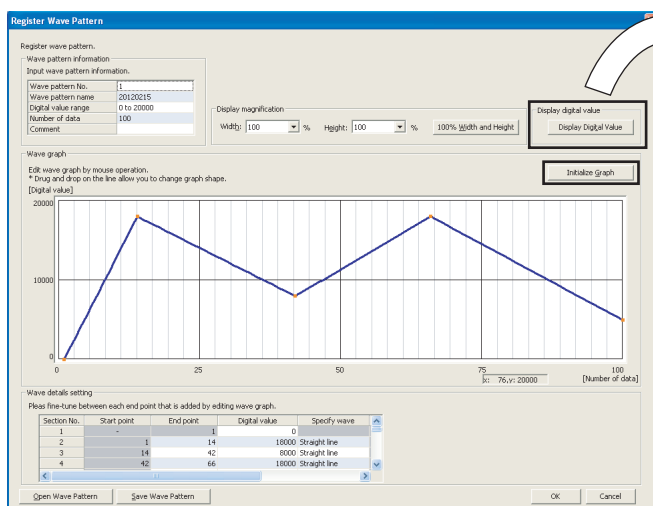 Register Wave Pattern
Register wave pattern.
Wave pattern information
Input wave pattern information.
Wave pattern No. 1
Wave pattern name 20120215
Digital value range 0 to 20000
Number of data 100
Comment
Display magnification
Width: 100 %
Height: 100 %
100% Width and Height
Display digital value
Display Digital Value
Wave graph
Edit wave graph by mouse operation.
* Drag and drop on the line allow you to change graph shape.
Initialize Graph
[Digital value]
20000
10000
0
0 25 50 75 100
x: 76,y: 20000
[Number of data]
Wave details setting
Pleas fine-tune between each end point that is added by editing wave graph.
Section No. Start point End point Digital value Specify wave
1 - 1 0
2 1 14 18000 Straight line
3 14 42 8000 Straight line
4 42 66 18000 Straight line
Open Wave Pattern
Save Wave Pattern
OK
Cancel